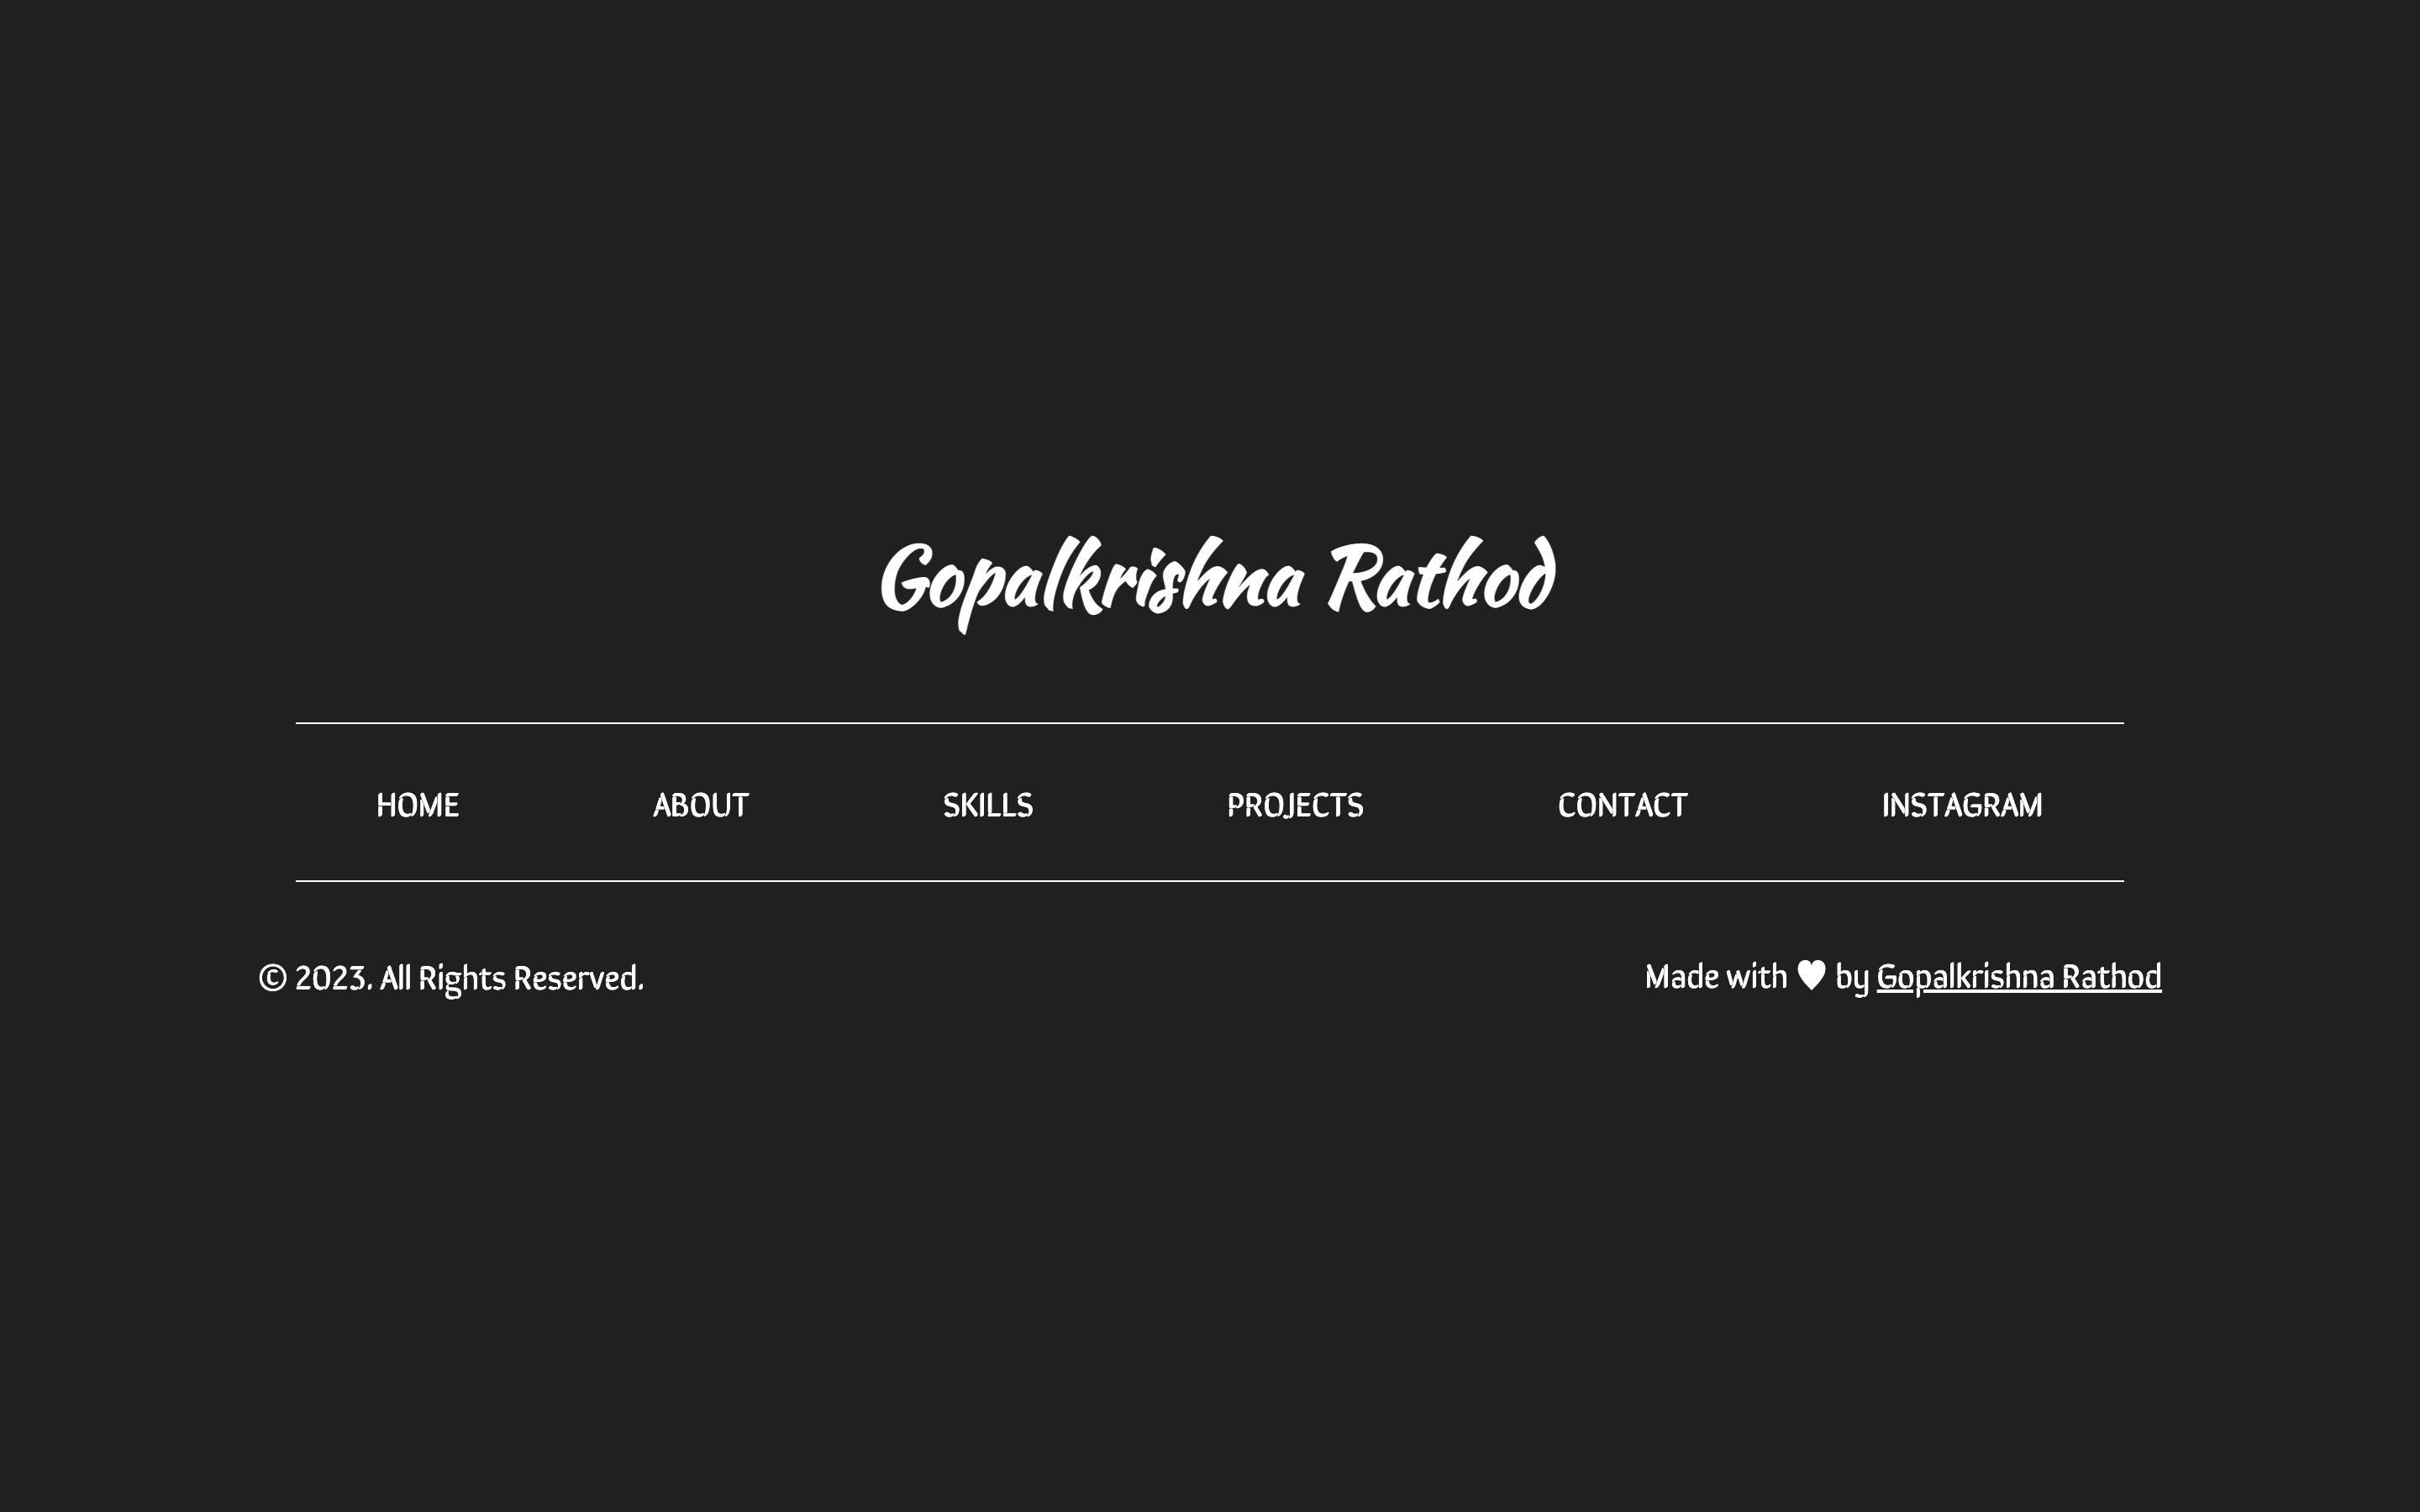 Gopalkrishna Rathod
HOME ABOUT SKILLS PROJECTS CONTACT INSTAGRAM
© 2023. All Rights Reserved. Made with ♥ by Gopalkrishna Rathod